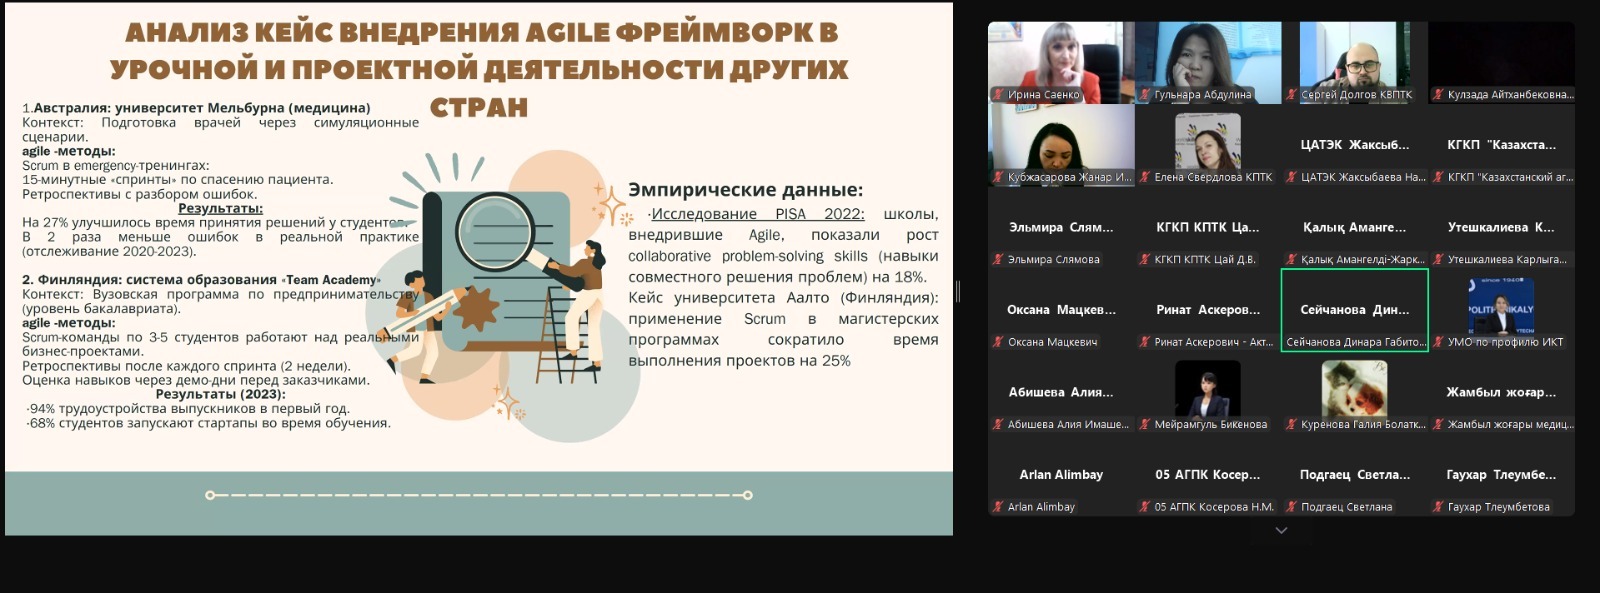 АНАЛИЗ КЕЙС ВНЕДРЕНИЯ AGILE ФРЕЙМВОРК В
УРОЧНОЙ И ПРОЕКТНОЙ ДЕЯТЕЛЬНОСТИ ДРУГИХ
СТРАН
1.Австралия: университет Мельбурна (медицина)
Контекст: Подготовка врачей через симуляционные
сценарии.
agile -методы:
Scrum в emergency-тренингах:
15-минутные «спринты» по спасению пациента.
Ретроспективы с разбором ошибок.
Результаты:
На 27% улучшилось время принятия решений у студентов.
В 2 раза меньше ошибок в реальной практике
(отслеживание 2020-2023).
2. Финляндия: система образования «Team Academy»
Контекст: Вузовская программа по предпринимательству
(уровень бакалавриата).
agile -методы:
Scrum-команды по 3-5 студентов работают над реальными
бизнес-проектами.
Ретроспективы после каждого спринта (2 недели).
Оценка навыков через демо-дни перед заказчиками.
Результаты (2023):
·94% трудоустройства выпускников в первый год.
·68% студентов запускают стартапы во время обучения.
Эмпирические данные:
·Исследование PISA 2022: школы,
внедрившие Agile, показали рост
collaborative problem-solving skills (навыки
совместного решения проблем) на 18%.
Кейс университета Аалто (Финляндия):
применение Scrum в магистерских
программах сократило время
выполнения проектов на 25%
Ирина Саенко
Гульнара Абдулина
Сергей Долгов КВПТК
Кулзада Айтханбековна...
Кубжасарова Жанар И...
Елена Свердлова КПТК
ЦАТЭК Жаксыб...
ЦАТЭК Жаксыбаева На...
КГКП "Казахста...
КГКП "Казахстанский аг...
Эльмира Слям...
Эльмира Слямова
КГКП КПТК Ца...
КГКП КПТК Цай Д.В.
Қалық Аманге...
Қалық Амангелді-Жарк...
Утешкалиева К...
Утешкалиева Карлыга...
Оксана Мацкев...
Оксана Мацкевич
Ринат Аскеров...
Ринат Аскерович - Акт...
Сейчанова Дин...
Сейчанова Динара Габито...
since 1940
УМО по профилю ИКТ
Абишева Алия...
Абишева Алия Имаше...
Мейрамгуль Бикенова
Куренова Галия Болатк...
Жамбыл жоғар...
Жамбыл жоғары медиц...
Arlan Alimbay
Arlan Alimbay
05 АГПК Косер...
05 АГПК Косерова Н.М.
Подгаец Светла...
Подгаец Светлана
Гаухар Тлеумбе...
Гаухар Тлеумбетова